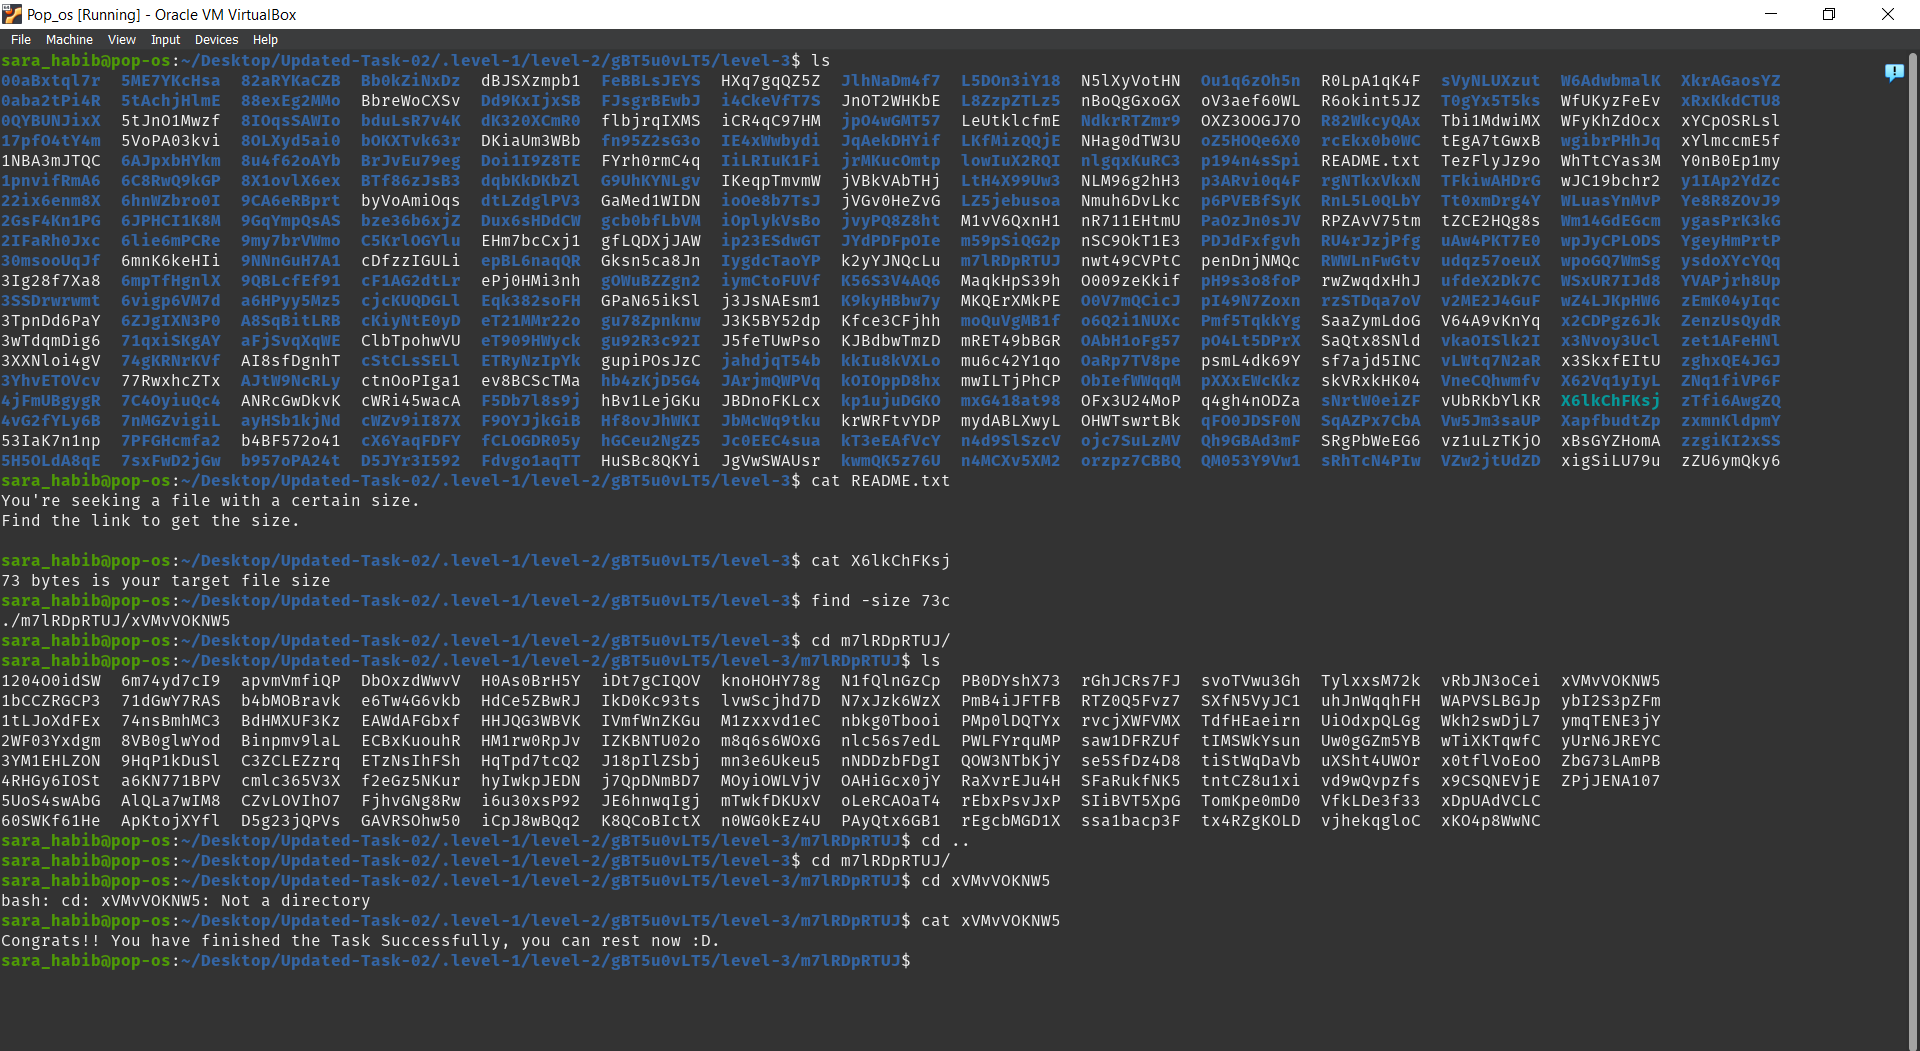 Pop_os [Running] - Oracle VM VirtualBox
File Machine View Input Devices Help
sara_habib@pop-os:~/Desktop/Updated-Task-02/.level-1/level-2/gBT5u0vLT5/level-3$ ls
00aBxtql7r 5ME7YKcHsa 82aRYKaCZB Bb0kZiNxDz dBJSXzmpb1 FeBBLsJEYS HXq7gqQZ5Z JlhNaDm4f7 L5DOn3iY18 N5lXyVotHN Ou1q6zOh5n R0LpA1qK4F sVyNLUXzut W6AdwbmalK XkrAGaosYZ
0aba2tPi4R 5tAchjHlmE 88exEg2MMo BbreWoCXSv Dd9KxIjxSB FJsgrBEwbJ i4CkeVfT7S JnOT2WHKbE L8ZzpZTLz5 nBoQgGxoGX oV3aef60WL R6okint5JZ T0gYx5T5ks WfUKyzFeEv xRxKkdCTU8
0QYBUNJixX 5tJnO1Mwzf 8IOqsSAWIo bduLsR7v4K dK320XCmR0 flbjrqIXMS iCR4qC97HM jpO4wGMT57 LeUtklcfmE NdkrRTZmr9 OXZ3OOGJ7O R82WkcyQAx Tbi1MdwiMX WFyKhZdOcx xYCpOSRLsl
17pfO4tY4m 5VoPA03kvi 8OLXyd5ai0 bOKXTvk63r DKiaUm3WBb fn95Z2sG3o IE4xWwbydi JqAekDHYif LKfMizQQjE NHag0dTW3U oZ5HOQe6X0 rcEkx0b0WC tEgA7tGwxB wgibrPHhJq xYlmccmE5f
1NBA3mJTQC 6AJpxbHYkm 8u4f62oAYb BrJvEu79eg Doi1I9Z8TE FYrh0rmC4q IiLRIuK1Fi jrMKucOmtp lowIuX2RQI nlgqxKuRC3 p194n4sSpi README.txt TezFlyJz9o WhTtCYas3M Y0nB0Ep1my
1pnvifRmA6 6C8RwQ9kGP 8X1ovlX6ex BTf86zJsB3 dqbKkDKbZl G9UhKYNLgv IKeqpTmvmW jVBkVAbTHj LtH4X99Uw3 NLM96g2hH3 p3ARvi0q4F rgNTkxVkxN TFkiwAHDrG wJC19bchr2 y1IAp2YdZc
22ix6enm8X 6hnWZbro0I 9CA6eRBprt byVoAmiOqs dtLZdglPV3 GaMed1WIDN ioOe8b7TsJ jVGv0HeZvG LZ5jebusoa Nmuh6DvLkc p6PVEBfSyK RnL5L0QLbY Tt0xmDrg4Y WLuasYnMvP Ye8R8ZOvJ9
2GsF4Kn1PG 6JPHCI1K8M 9GqYmpQsAS bze36b6xjZ Dux6sHDdCW gcb0bfLbVM iOplykVsBo jvyPQ8Z8ht M1vV6QxnH1 nR711EHtmU PaOzJn0sJV RPZAvV75tm tZCE2HQg8s Wm14GdEGcm ygasPrK3kG
2IFaRh0Jxc 6lie6mPCRe 9my7brVWmo C5KrlOGYlu EHm7bcCxj1 gfLQDXjJAW ip23ESdwGT JYdPDFpOIe m59pSiQG2p nSC9OkT1E3 PDJdFxfgvh RU4rJzjPfg uAw4PKT7E0 wpJyCPLODS YgeyHmPrtP
30msooUqJf 6mnK6keHIi 9NNnGuH7A1 cDfzzIGULi epBL6naqQR Gksn5ca8Jn IygdcTaoYP k2yYJNQcLu m7lRDpRTUJ nwt49CVPtC penDnjNMQc RWWLnFwGtv udqz57oeuX wpoGQ7WmSg ysdoXYcYQq
3Ig28f7Xa8 6mpTfHgnlX 9QBLcfEf91 cF1AG2dtLr ePj0HMi3nh gOWuBZZgn2 iymCtoFUVf K56S3V4AQ6 MaqkHpS39h O009zeKkif pH9s3o8foP rwZwqdxHhJ ufdeX2Dk7C WSxUR7IJd8 YVAPjrh8Up
3SSDrwrwmt 6vigp6VM7d a6HPyy5Mz5 cjcKUQDGLl Eqk382soFH GPaN65ikSl j3JsNAEsm1 K9kyHBbw7y MKQErXMkPE O0V7mQCicJ pI49N7Zoxn rzSTDqa7oV v2ME2J4GuF wZ4LJKpHW6 zEmK04yIqc
3TpnDd6PaY 6ZJgIXN3P0 A8SqBitLRB cKiyNtE0yD eT21MMr22o gu78Zpnknw J3K5BY52dp Kfce3CFjhh moQuVgMB1f o6Q2i1NUXc Pmf5TqkkYg SaaZymLdoG V64A9vKnYq x2CDPgz6Jk ZenzUsQydR
3wTdqmDig6 71qxiSKgAY aFjSvqXqWE ClbTpohwVU eT909HWyck gu92R3c92I J5feTUwPso KJBdbwTmzD mRET49bBGR OAbH1oFg57 pO4Lt5DPrX SaQtx8SNld vkaOISlk2I x3Nvoy3Ucl zet1AFeHNl
3XXNloi4gV 74gKRNrKVf AI8sfDgnhT cStCLsSELl ETRyNzIpYk gupiPOsJzC jahdjqT54b kkIu8kVXLo mu6c42Y1qo OaRp7TV8pe psmL4dk69Y sf7ajd5INC vLWtq7N2aR x3SkxfEItU zghxQE4JGJ
3YhvETOVcv 77RwxhcZTx AJtW9NcRLy ctnOoPIga1 ev8BCScTMa hb4zKjD5G4 JArjmQWPVq kOIOppD8hx mwILTjPhCP ObIefWWqqM pXXxEWcKkz skVRxkHK04 VneCQhwmfv X62Vq1yIyL ZNq1fiVP6F
4jFmUBgygR 7C4Oyiuqc4 ANRcGwDkvK cWRi45wacA F5Db7l8s9j hBv1LejGKu JBDnoFKLcx kp1ujuDGKO mxG418at98 OFx3U24MoP q4gh4nODZa sNrtW0eiZF vUbRKbYlKR X6lkChFKsj zTfi6AwgZQ
4vG2fYLy6B 7nMGZvigiL ayHSb1kjNd cWZv9iI87X F9OYJjkGiB Hf8ovJhWKI JbMcWq9tku krWRFtvYDP mydABLXwyL OHWTswrtBk qfO0JDSF0N SqAZPx7CbA Vw5Jm3saUP XapfbudtZp zxmnKldpmY
53IaK7n1np 7PFGHcmfa2 b4BF572o41 cX6YaqFDFY fCLOGDR05y hGCeu2NgZ5 Jc0EEC4sua kT3eEAfVcY n4d9SlSzcV ojc7SuLzMV Qh9GBAd3mF SRgPbWeEG6 vz1uLzTKjO xBsGYZHomA zzgiKI2xSS
5H5OLdA8qE 7sxFwD2jGw b957oPA24t D5JYr3I592 Fdvgo1aqTT HuSBc8QKYi JgVwSWAUsr kwmQK5z76U n4MCXv5XM2 orzpz7CBBQ QM053Y9Vw1 sRhTcN4PIw VZw2jtUdZD xigSiLU79u zZU6ymQky6
sara_habib@pop-os:~/Desktop/Updated-Task-02/.level-1/level-2/gBT5u0vLT5/level-3$ cat README.txt
You're seeking a file with a certain size.
Find the link to get the size.
sara_habib@pop-os:~/Desktop/Updated-Task-02/.level-1/level-2/gBT5u0vLT5/level-3$ cat X6lkChFKsj
73 bytes is your target file size
sara_habib@pop-os:~/Desktop/Updated-Task-02/.level-1/level-2/gBT5u0vLT5/level-3$ find -size 73c
./m7lRDpRTUJ/xVMvVOKNW5
sara_habib@pop-os:~/Desktop/Updated-Task-02/.level-1/level-2/gBT5u0vLT5/level-3$ cd m7lRDpRTUJ/
sara_habib@pop-os:~/Desktop/Updated-Task-02/.level-1/level-2/gBT5u0vLT5/level-3/m7lRDpRTUJ$ ls
1204O0idSW 6m74yd7cI9 apvmVmfiQP DbOxzdWwvV H0As0BrH5Y iDt7gCIQOV knoHOHY78g N1fQlnGzCp PB0DYshX73 rGhJCRs7FJ svoTVwu3Gh TylxxsM72k vRbJN3oCei xVMvVOKNW5
1bCCZRGCP3 71dGwY7RAS b4bMOBravk e6Tw4G6vkb HdCe5ZBwRJ IkD0Kc93ts lvwScjhd7D N7xJzk6WzX PmB4iJFTFB RTZ0Q5Fvz7 SXfN5VyJC1 uhJnWqqhFH WAPVSLBGJp ybI2S3pZFm
1tLJoXdFEx 74nsBmhMC3 BdHMXUF3Kz EAWdAFGbxf HHJQG3WBVK IVmfWnZKGu M1zxxvd1eC nbkg0Tbooi PMp0lDQTYx rvcjXWFVMX TdfHEaeirn UiOdxpQLGg Wkh2swDjL7 ymqTENE3jY
2WF03Yxdgm 8VB0glwYod Binpmv9laL ECBxKuouhR HM1rw0RpJv IZKBNTU02o m8q6s6WOxG nlc56s7edL PWLFYrquMP saw1DFRZUf tIMSWkYsun Uw0gGZm5YB wTiXKTqwfC yUrN6JREYC
3YM1EHLZON 9HqP1kDuSl C3ZCLEZzrq ETzNsIhFSh HqTpd7tcQ2 J18pIlZSbj mn3e6Ukeu5 nNDDzbFDgI QOW3NTbKjY se5SfDz4D8 tiStWqDaVb uXSht4UWOr x0tflVoEoO ZbG73LAmPB
4RHGy6IOSt a6KN771BPV cmlc365V3X f2eGz5NKur hyIwkpJEDN j7QpDNmBD7 MOyiOWLVjV OAHiGcx0jY RaXvrEJu4H SFaRukfNK5 tntCZ8u1xi vd9wQvpzfs x9CSQNEVjE ZPjJENA107
5UoS4swAbG AlQLa7wIM8 CZvLOVIhO7 FjhvGNg8Rw i6u30xsP92 JE6hnwqIgj mTwkfDKUxV oLeRCAOaT4 rEbxPsvJxP SIiBVT5XpG TomKpe0mD0 VfkLDe3f33 xDpUAdVCLC
60SWKf61He ApKtojXYfl D5g23jQPVs GAVRSOhw50 iCpJ8wBQq2 K8QCoBIctX n0WG0kEz4U PAyQtx6GB1 rEgcbMGD1X ssa1bacp3F tx4RZgKOLD vjhekqgloC xKO4p8WwNC
sara_habib@pop-os:~/Desktop/Updated-Task-02/.level-1/level-2/gBT5u0vLT5/level-3/m7lRDpRTUJ$ cd ..
sara_habib@pop-os:~/Desktop/Updated-Task-02/.level-1/level-2/gBT5u0vLT5/level-3$ cd m7lRDpRTUJ/
sara_habib@pop-os:~/Desktop/Updated-Task-02/.level-1/level-2/gBT5u0vLT5/level-3/m7lRDpRTUJ$ cd xVMvVOKNW5
bash: cd: xVMvVOKNW5: Not a directory
sara_habib@pop-os:~/Desktop/Updated-Task-02/.level-1/level-2/gBT5u0vLT5/level-3/m7lRDpRTUJ$ cat xVMvVOKNW5
Congrats!! You have finished the Task Successfully, you can rest now :D.
sara_habib@pop-os:~/Desktop/Updated-Task-02/.level-1/level-2/gBT5u0vLT5/level-3/m7lRDpRTUJ$